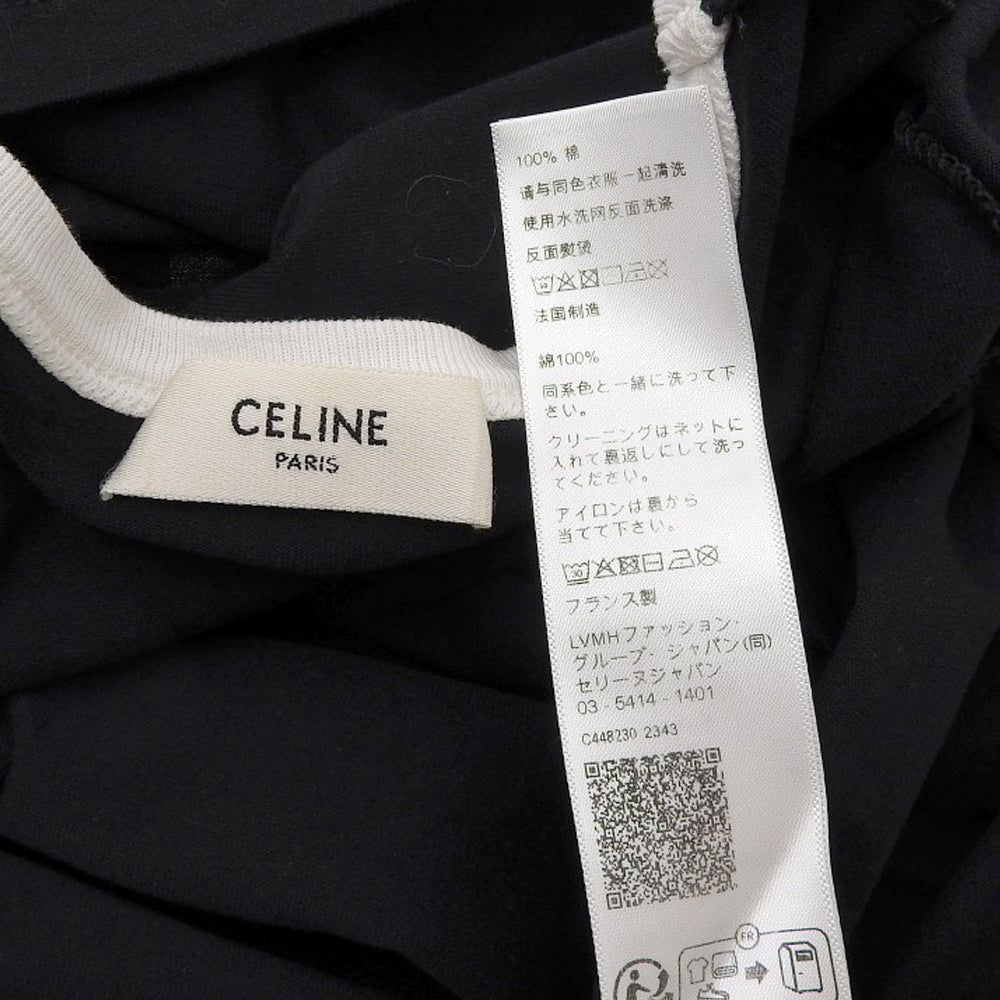 CELINE
PARIS
100% 棉
请与同色衣服一起清洗
使用水洗网反面洗涤
反面熨烫
法国制造
綿100%
同系色と一緒に洗って下
さい。
クリーニングはネットに
入れて裏返しにして洗っ
てください。
アイロンは裏から
当てて下さい。
30
フランス製
LVMHファッション・
グループ・ジャパン(同)
セリーヌジャパン
03 - 5414 - 1401
C448230 2343
FR